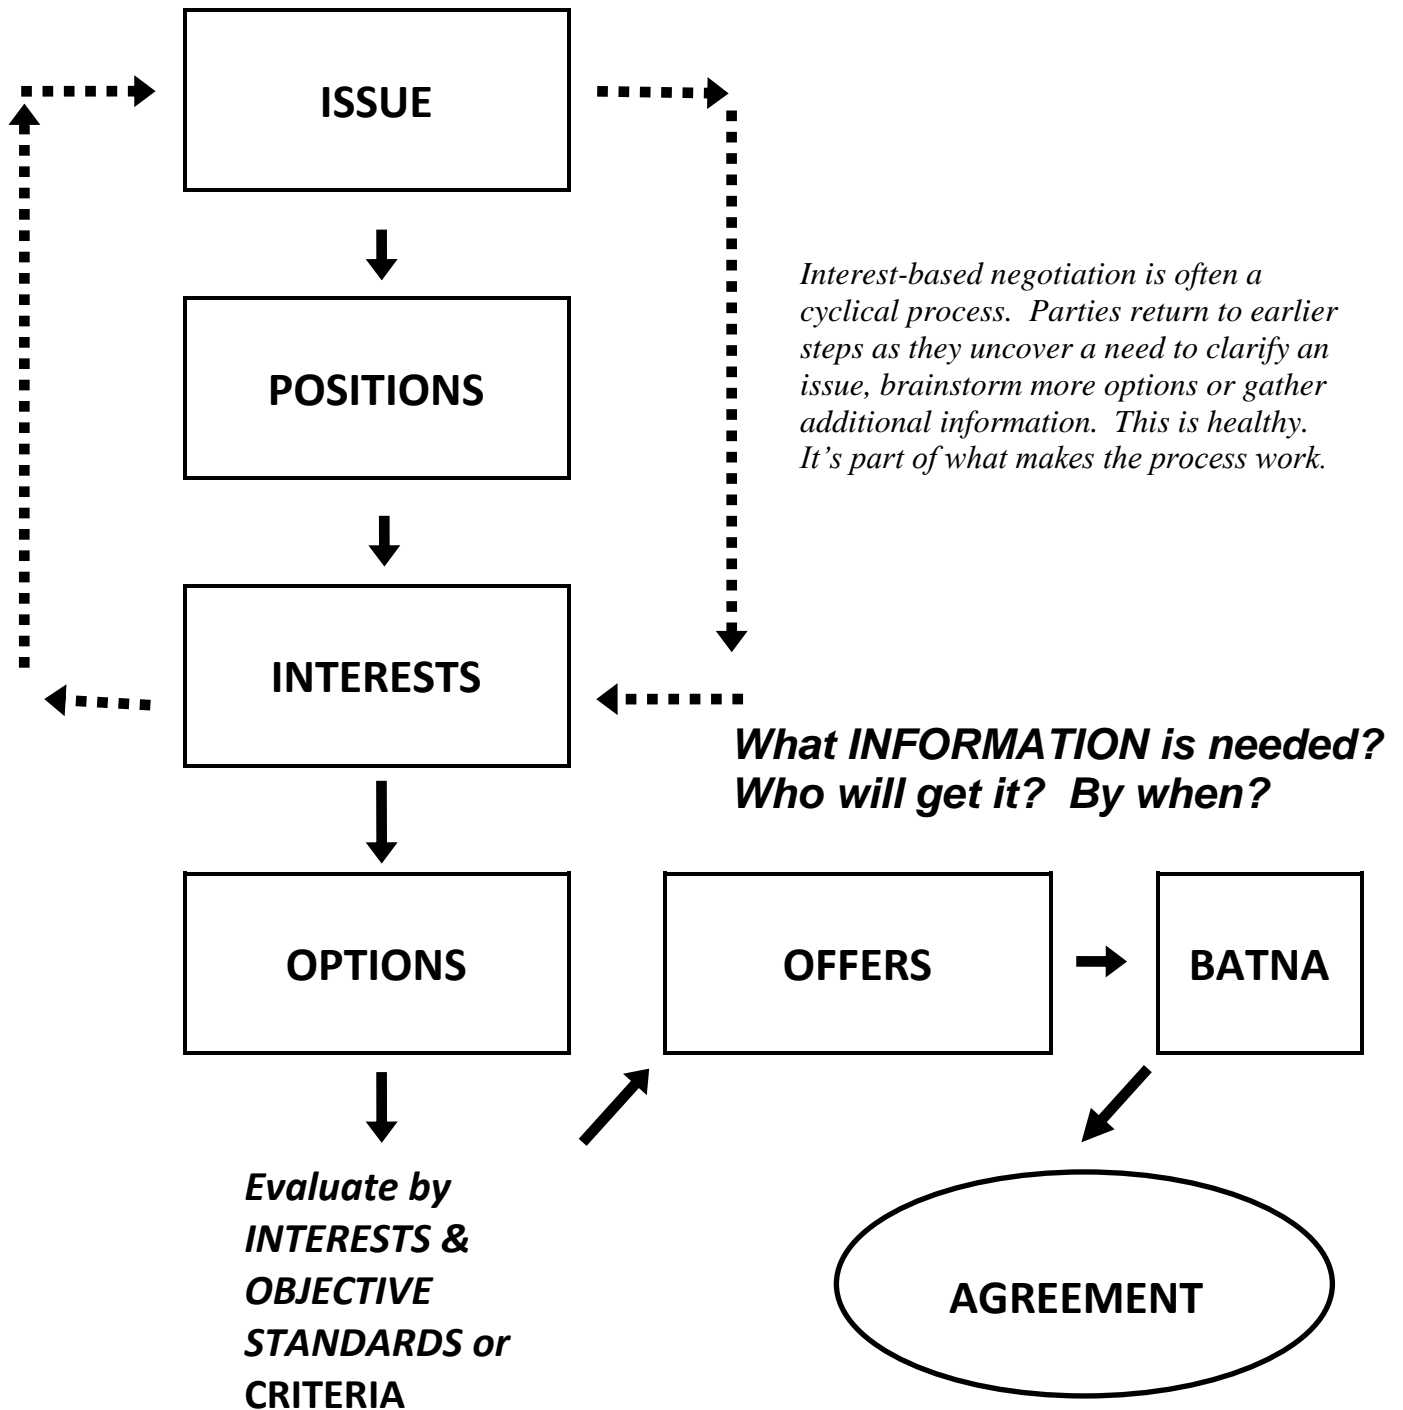 ISSUE
Interest-based negotiation is often a
cyclical process.  Parties return to earlier
steps as they uncover a need to clarify an
issue, brainstorm more options or gather
additional information.  This is healthy.
It’s part of what makes the process work.
POSITIONS
INTERESTS
What INFORMATION is needed?
Who will get it?  By when?
OPTIONS
OFFERS
BATNA
Evaluate by
INTERESTS &
OBJECTIVE
STANDARDS or
CRITERIA
AGREEMENT